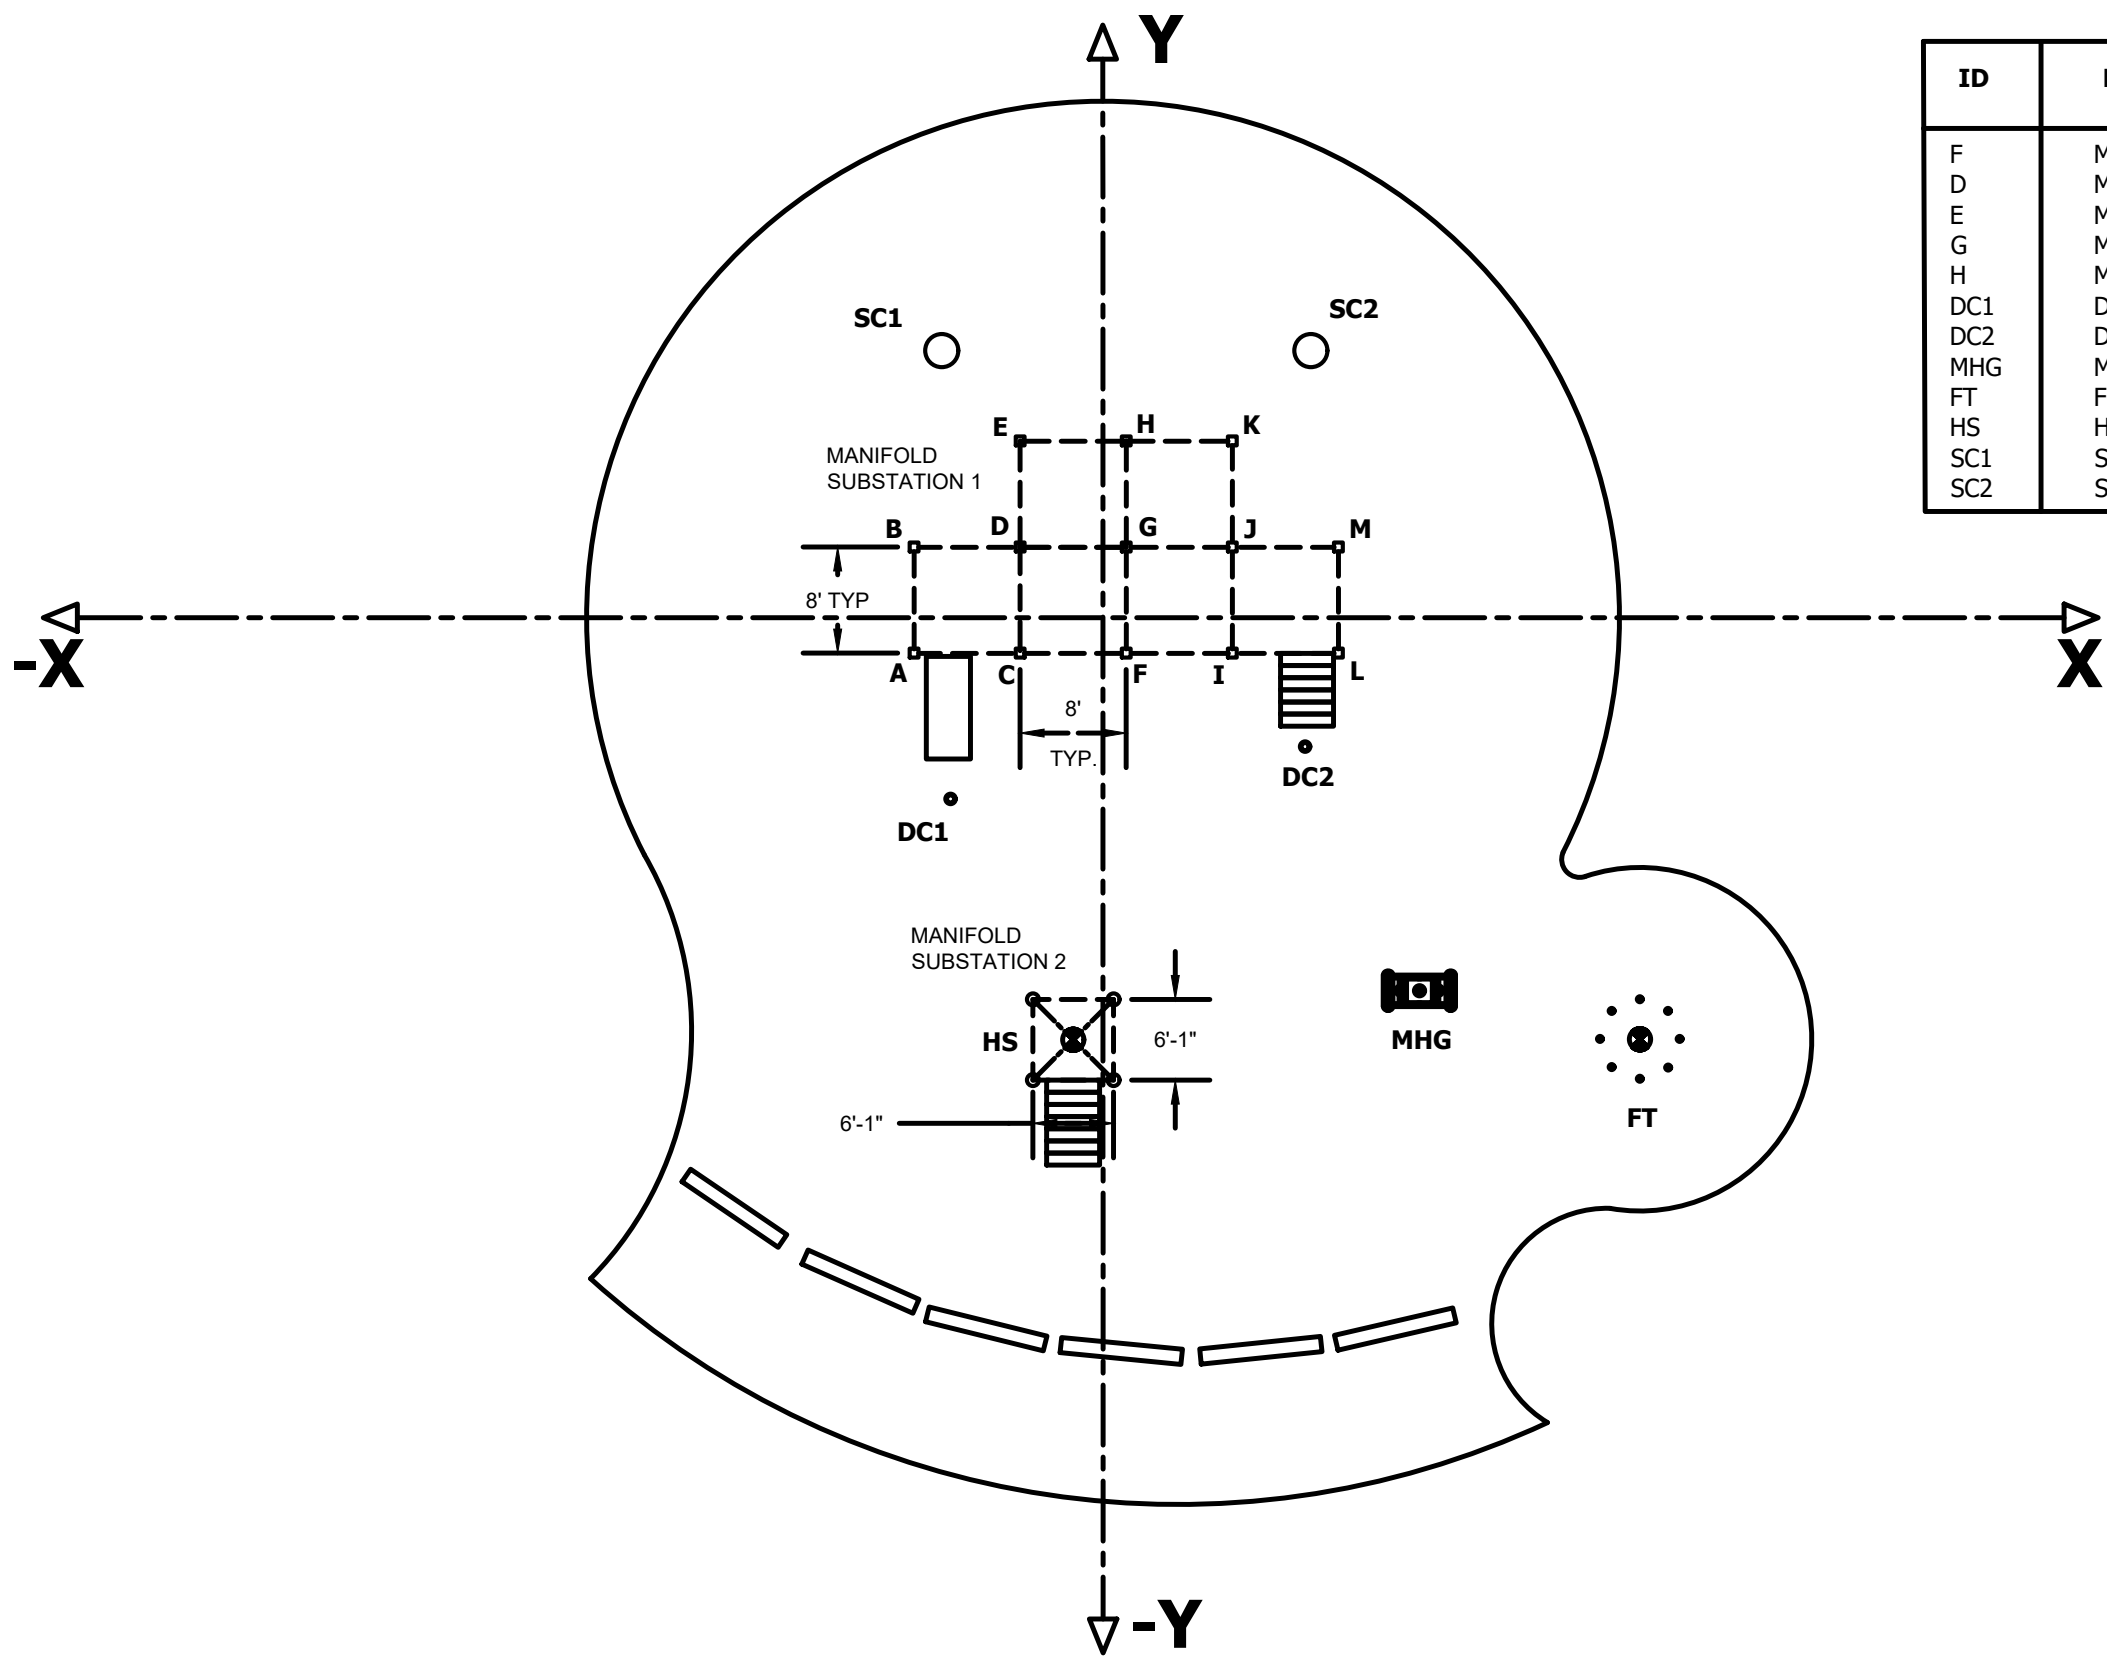 Y
ID
F
D
E
G
H
DC1
DC2
MHG
FT
HS
SC1
SC2
SC1
SC2
E
H
K
MANIFOLD
SUBSTATION 1
B
D
G
J
M
8' TYP
-X
X
A
C
F
I
L
8'
TYP.
DC2
DC1
MANIFOLD
SUBSTATION 2
HS
6'-1"
MHG
FT
6'-1"
-Y